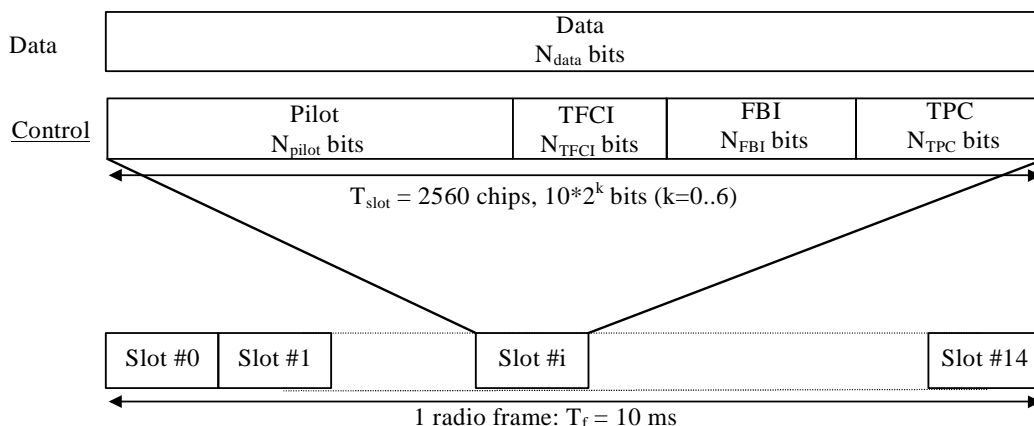 Data
Data
N_data bits
Control
Pilot
N_pilot bits
TFCI
N_TFCI bits
FBI
N_FBI bits
TPC
N_TPC bits
T_slot = 2560 chips, 10*2^k bits (k=0..6)
Slot #0
Slot #1
Slot #i
Slot #14
1 radio frame: T_f = 10 ms